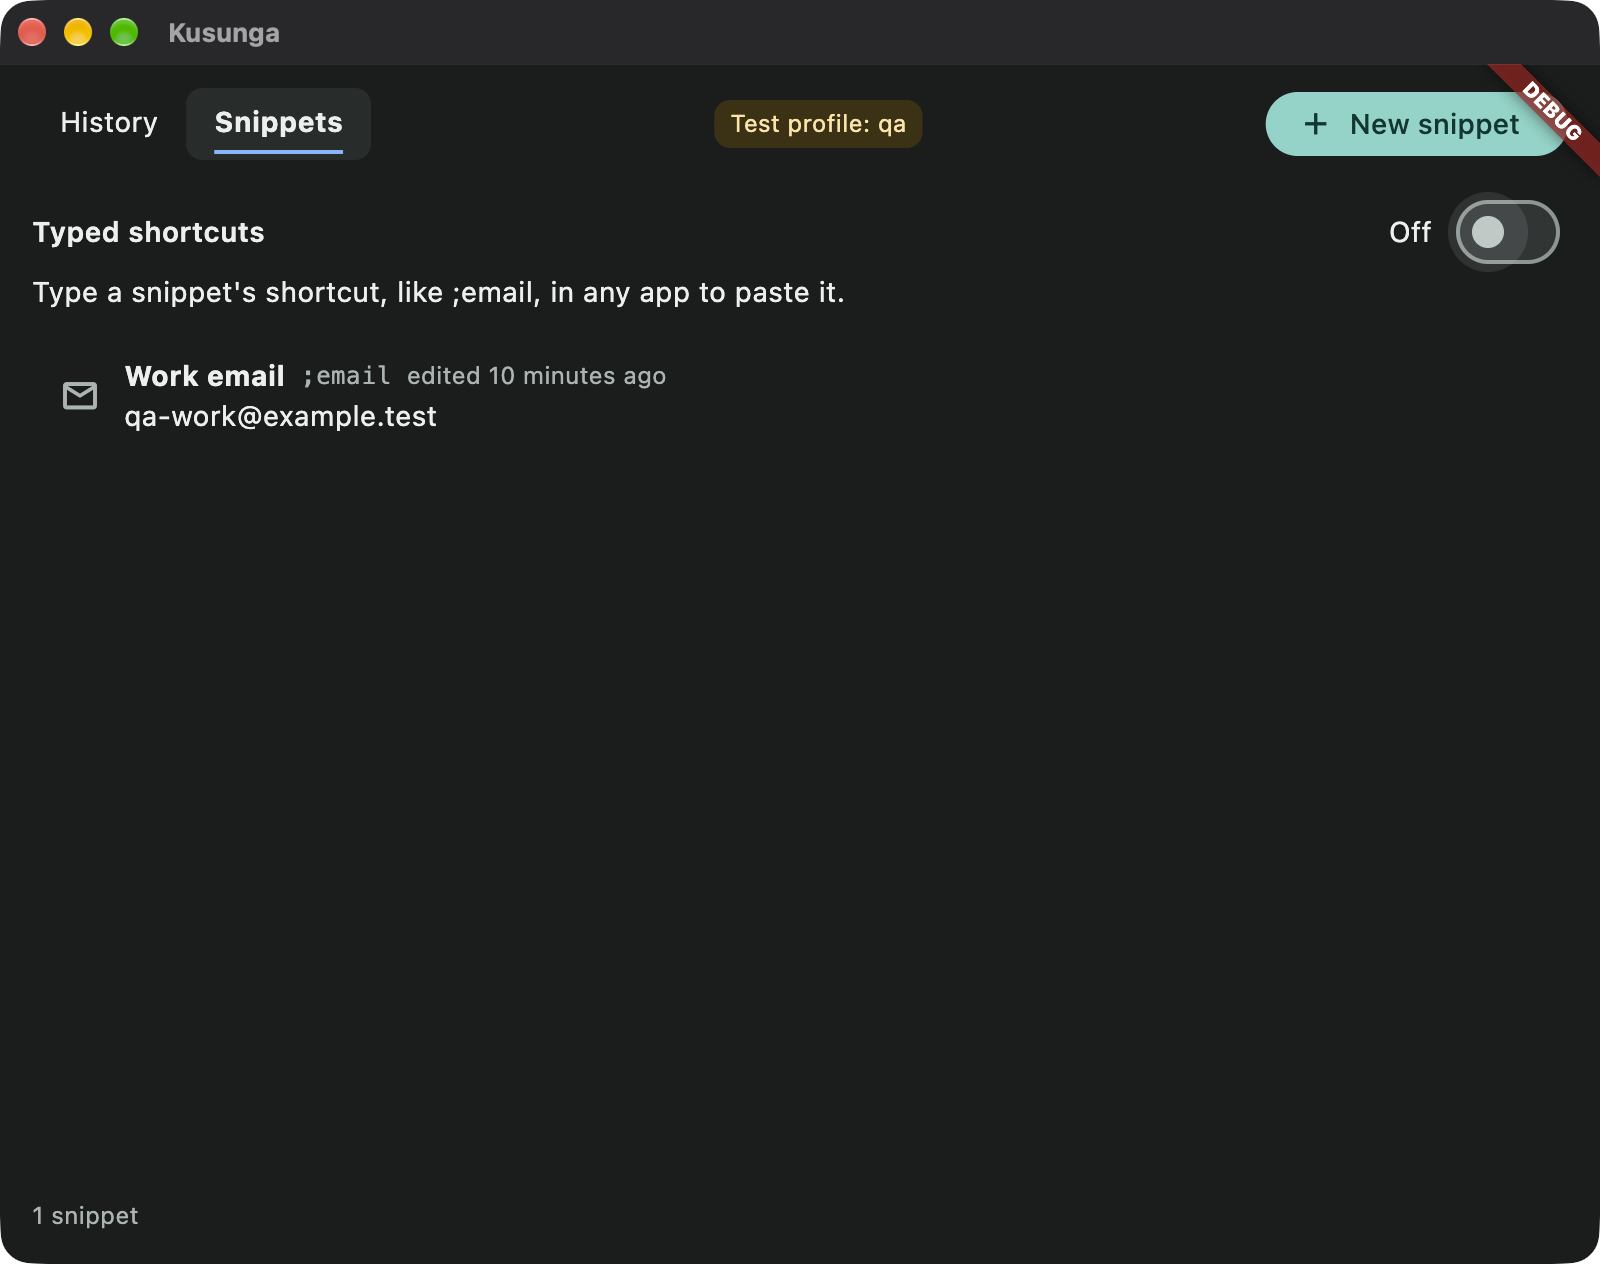 Kusunga
History
Snippets
Test profile: qa
+ New snippet
DEBUG
Typed shortcuts
Off
Type a snippet's shortcut, like ;email, in any app to paste it.
Work email ;email edited 10 minutes ago
qa-work@example.test
1 snippet